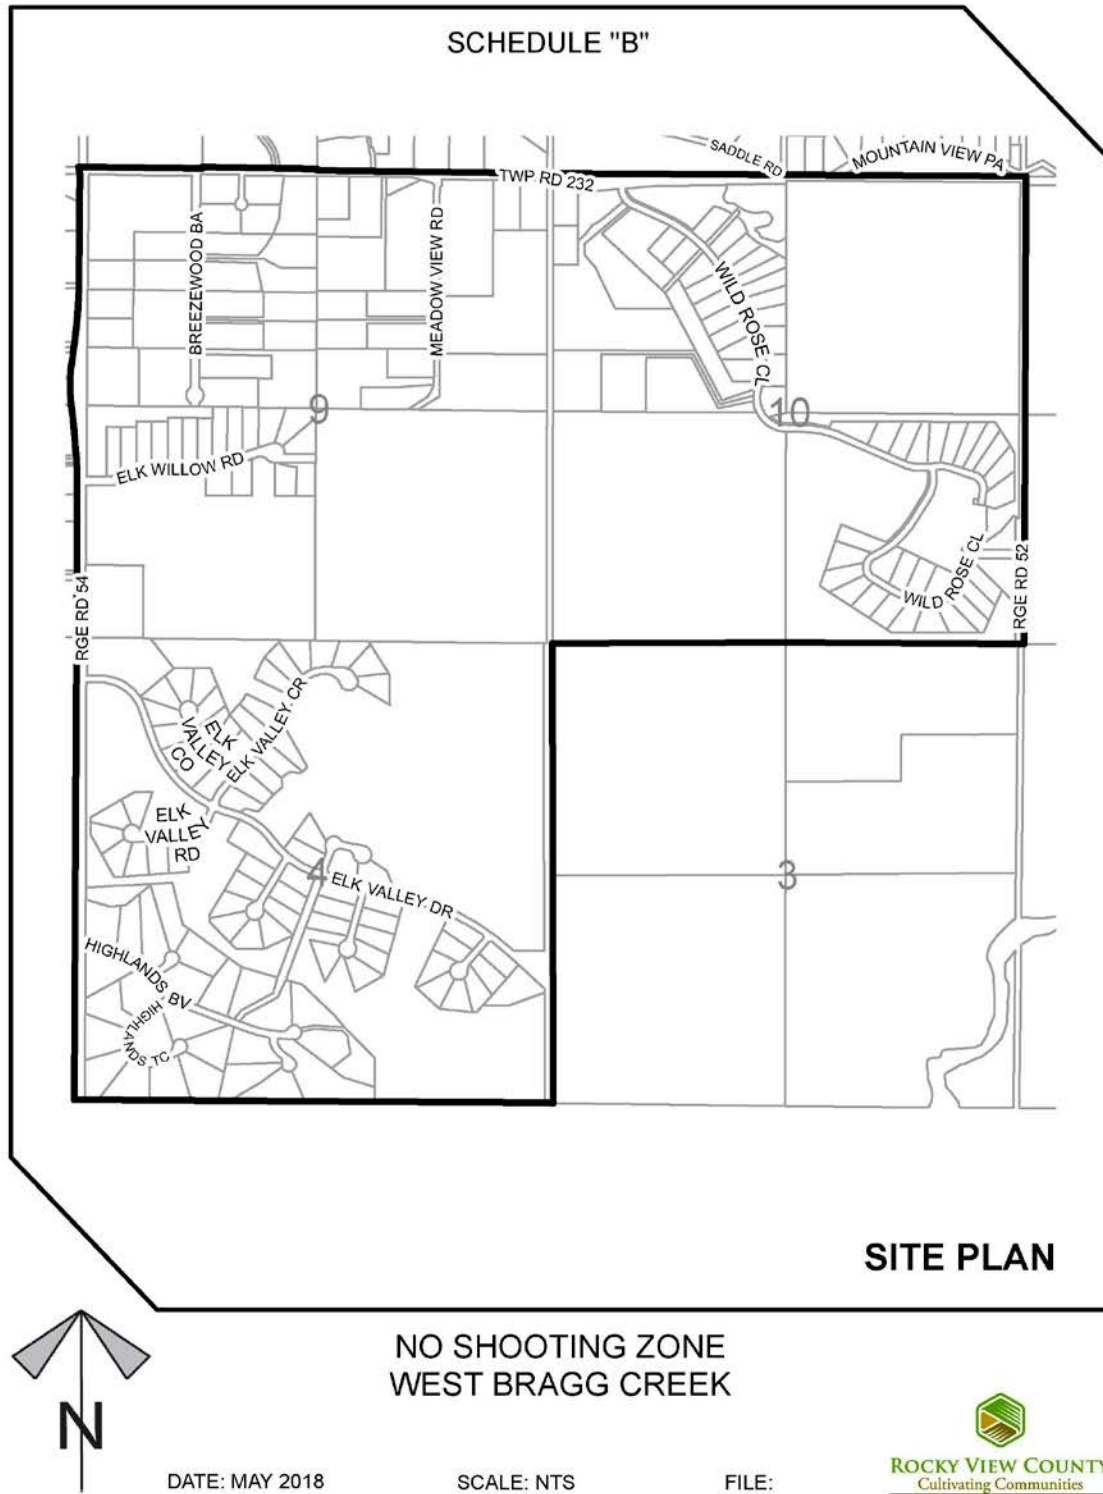 SCHEDULE "B"
SADDLE RD
MOUNTAIN VIEW PA
TWP RD 232
BREEZEWOOD BA
MEADOW VIEW RD
WILD ROSE CL
9
10
ELK WILLOW RD
RGE RD 54
WILD ROSE CL
RGE RD 52
ELK
VALLEY
CO
ELK VALLEY CR
ELK
VALLEY
RD
4
ELK VALLEY DR
3
HIGHLANDS BV
HIGHLANDS TC
SITE PLAN
N
NO SHOOTING ZONE
WEST BRAGG CREEK
DATE: MAY 2018
SCALE: NTS
FILE:
ROCKY VIEW COUNTY
Cultivating Communities